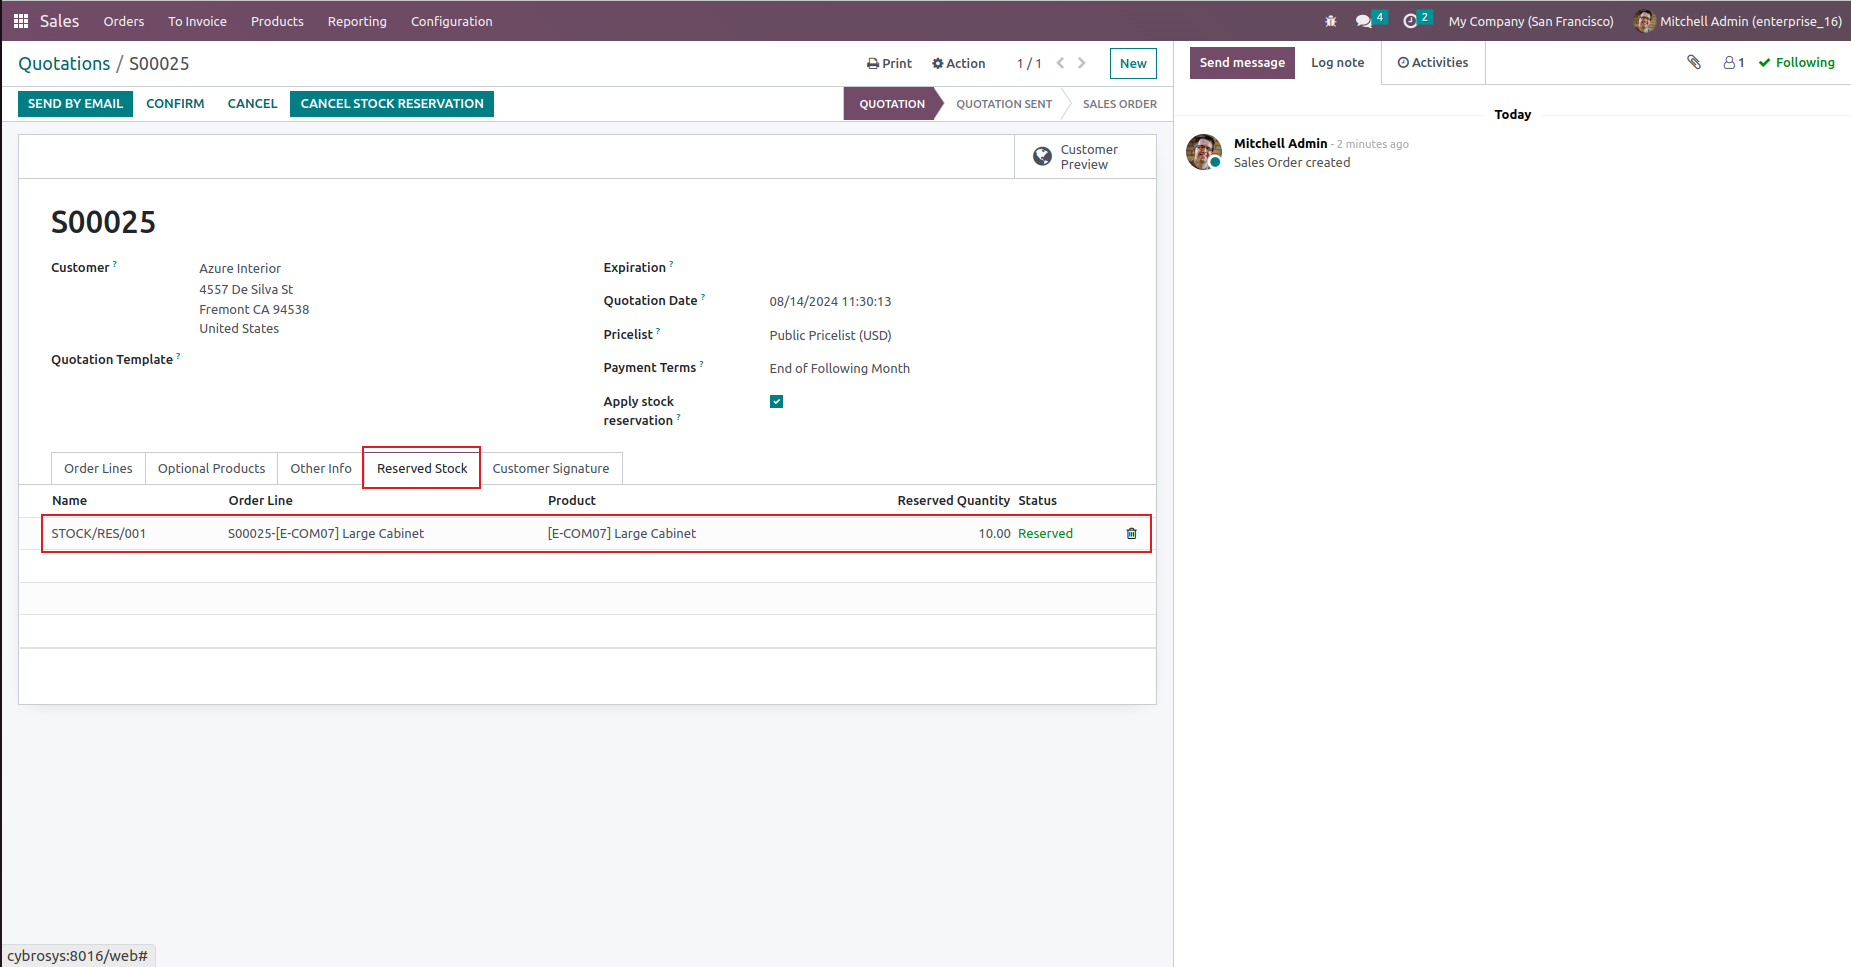 Sales Orders To Invoice Products Reporting Configuration 4 2 My Company (San Francisco) Mitchell Admin (enterprise_16)
Quotations / S00025 Print Action 1 / 1 New
SEND BY EMAIL CONFIRM CANCEL CANCEL STOCK RESERVATION QUOTATION QUOTATION SENT SALES ORDER
Customer
Preview
S00025
Customer ? Azure Interior
4557 De Silva St
Fremont CA 94538
United States
Quotation Template ?
Expiration ?
Quotation Date ? 08/14/2024 11:30:13
Pricelist ? Public Pricelist (USD)
Payment Terms ? End of Following Month
Apply stock
reservation ?
Order Lines Optional Products Other Info Reserved Stock Customer Signature
Name Order Line Product Reserved Quantity Status
STOCK/RES/001 S00025-[E-COM07] Large Cabinet [E-COM07] Large Cabinet 10.00 Reserved
Send message Log note Activities 1 Following
Today
Mitchell Admin - 2 minutes ago
Sales Order created
cybrosys:8016/web#